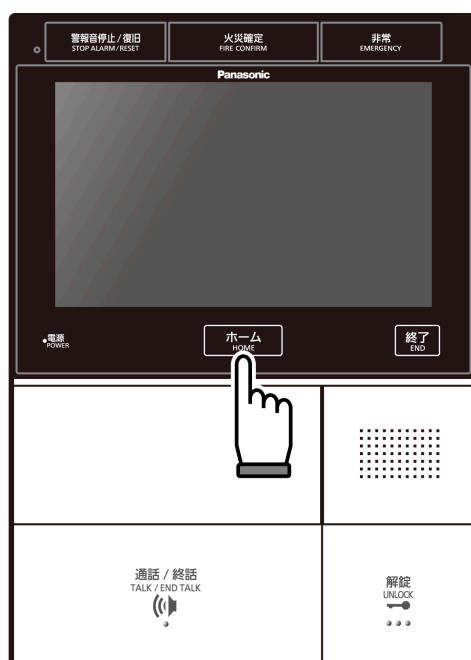 警報音停止/復旧
STOP ALARM/RESET
火災確定
FIRE CONFIRM
非常
EMERGENCY
Panasonic
電源
POWER
ホーム
HOME
終了
END
通話 / 終話
TALK / END TALK
解錠
UNLOCK